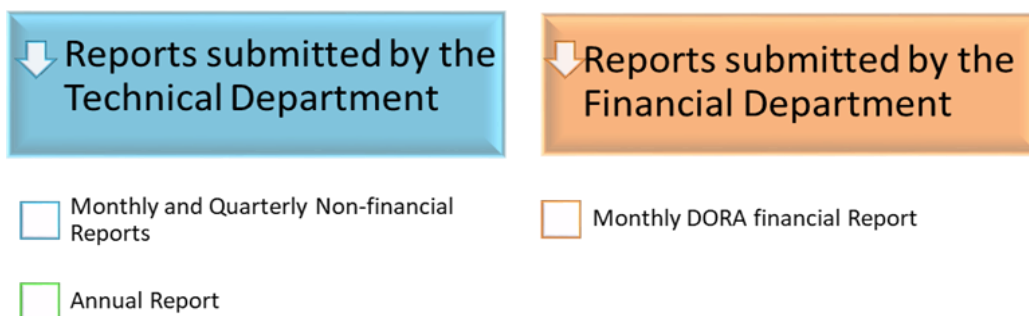 Reports submitted by the
Technical Department
Monthly and Quarterly Non-financial
Reports
Annual Report
Reports submitted by the
Financial Department
Monthly DORA financial Report